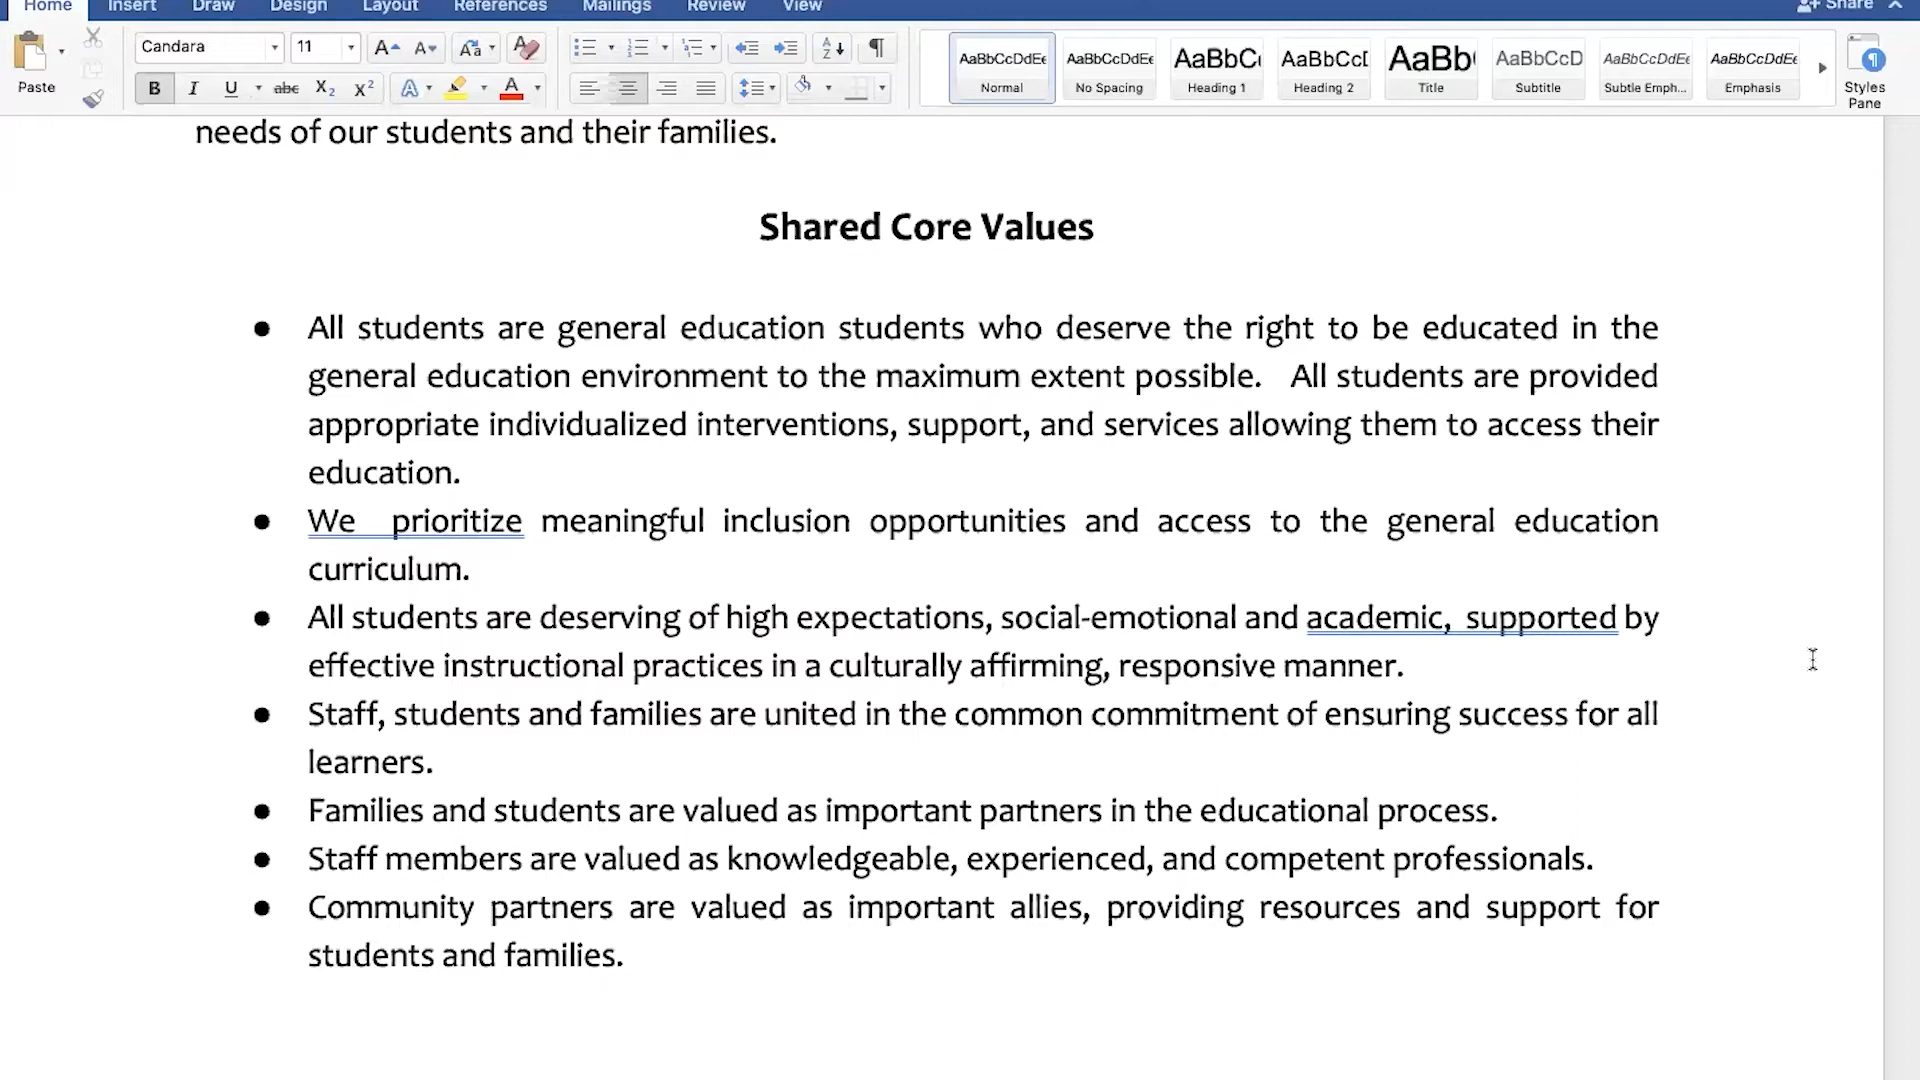 Home Insert Draw Design Layout References Mailings Review View Share
Candara 11 A A Aa A A Z ¶ AaBbCcDdEe AaBbCcDdEe AaBbC AaBbCcD AaBb AaBbCcD AaBbCcDdEe AaBbCcDdEe
Paste B I U abc X₂ X² A A Normal No Spacing Heading 1 Heading 2 Title Subtitle Subtle Emph... Emphasis Styles Pane
needs of our students and their families.
Shared Core Values
● All students are general education students who deserve the right to be educated in the
general education environment to the maximum extent possible. All students are provided
appropriate individualized interventions, support, and services allowing them to access their
education.
● We prioritize meaningful inclusion opportunities and access to the general education
curriculum.
● All students are deserving of high expectations, social-emotional and academic, supported by
effective instructional practices in a culturally affirming, responsive manner.
● Staff, students and families are united in the common commitment of ensuring success for all
learners.
● Families and students are valued as important partners in the educational process.
● Staff members are valued as knowledgeable, experienced, and competent professionals.
● Community partners are valued as important allies, providing resources and support for
students and families.